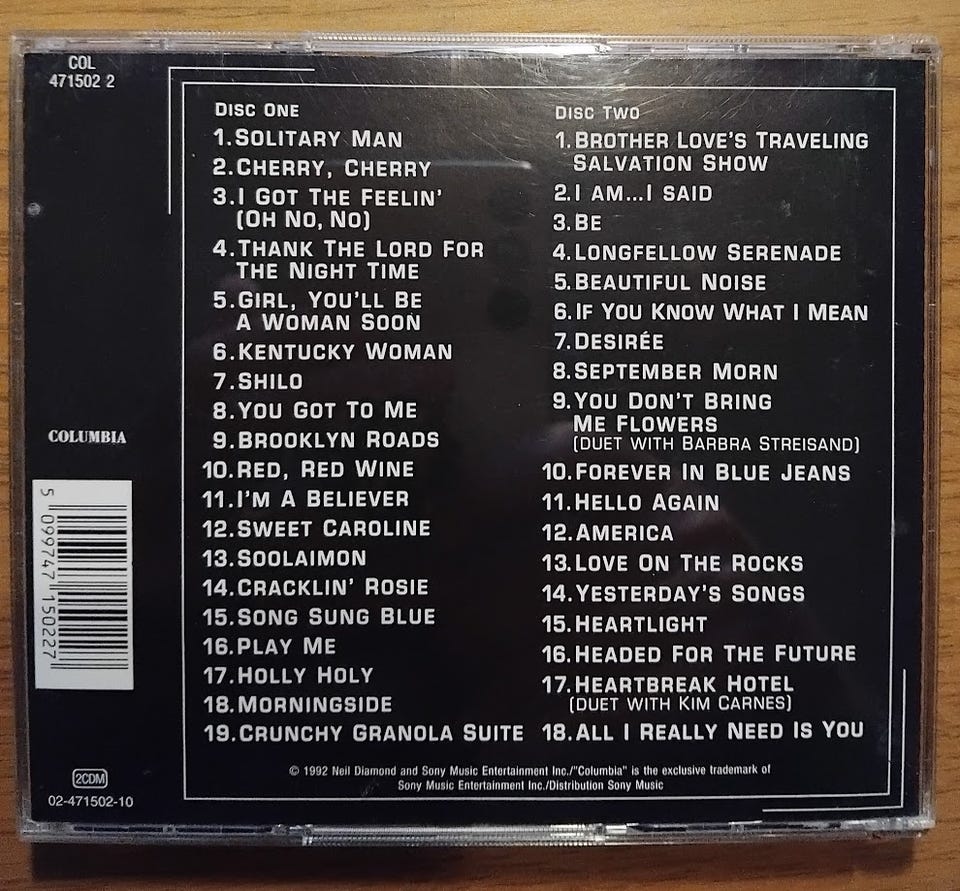 COL
471502 2
DISC ONE
1.SOLITARY MAN
2.CHERRY, CHERRY
3.I GOT THE FEELIN'
(OH NO, NO)
4.THANK THE LORD FOR
THE NIGHT TIME
5.GIRL, YOU'LL BE
A WOMAN SOON
6.KENTUCKY WOMAN
7.SHILO
8.YOU GOT TO ME
9.BROOKLYN ROADS
10.RED, RED WINE
11.I'M A BELIEVER
12.SWEET CAROLINE
13.SOOLAIMON
14.CRACKLIN' ROSIE
15.SONG SUNG BLUE
16.PLAY ME
17.HOLLY HOLY
18.MORNINGSIDE
19.CRUNCHY GRANOLA SUITE
DISC TWO
1.BROTHER LOVE'S TRAVELING
SALVATION SHOW
2.I AM...I SAID
3.BE
4.LONGFELLOW SERENADE
5.BEAUTIFUL NOISE
6.IF YOU KNOW WHAT I MEAN
7.DESIRÉE
8.SEPTEMBER MORN
9.YOU DON'T BRING
ME FLOWERS
(DUET WITH BARBRA STREISAND)
10.FOREVER IN BLUE JEANS
11.HELLO AGAIN
12.AMERICA
13.LOVE ON THE ROCKS
14.YESTERDAY'S SONGS
15.HEARTLIGHT
16.HEADED FOR THE FUTURE
17.HEARTBREAK HOTEL
(DUET WITH KIM CARNES)
18.ALL I REALLY NEED IS YOU
COLUMBIA
5 099747 150227
2CDM
02-471502-10
© 1992 Neil Diamond and Sony Music Entertainment Inc./"Columbia" is the exclusive trademark of
Sony Music Entertainment Inc./Distribution Sony Music